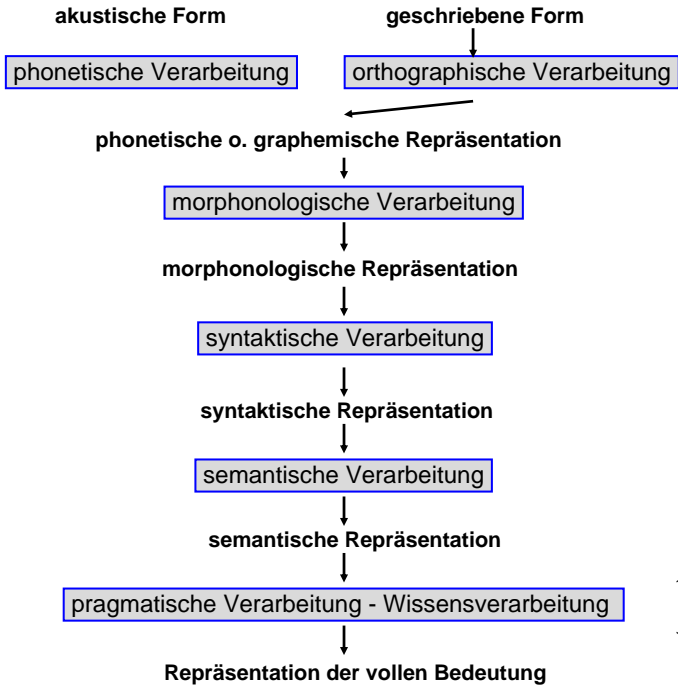 akustische Form
geschriebene Form
phonetische Verarbeitung
orthographische Verarbeitung
phonetische o. graphemische Repräsentation
morphonologische Verarbeitung
morphonologische Repräsentation
syntaktische Verarbeitung
syntaktische Repräsentation
semantische Verarbeitung
semantische Repräsentation
pragmatische Verarbeitung - Wissensverarbeitung
Repräsentation der vollen Bedeutung